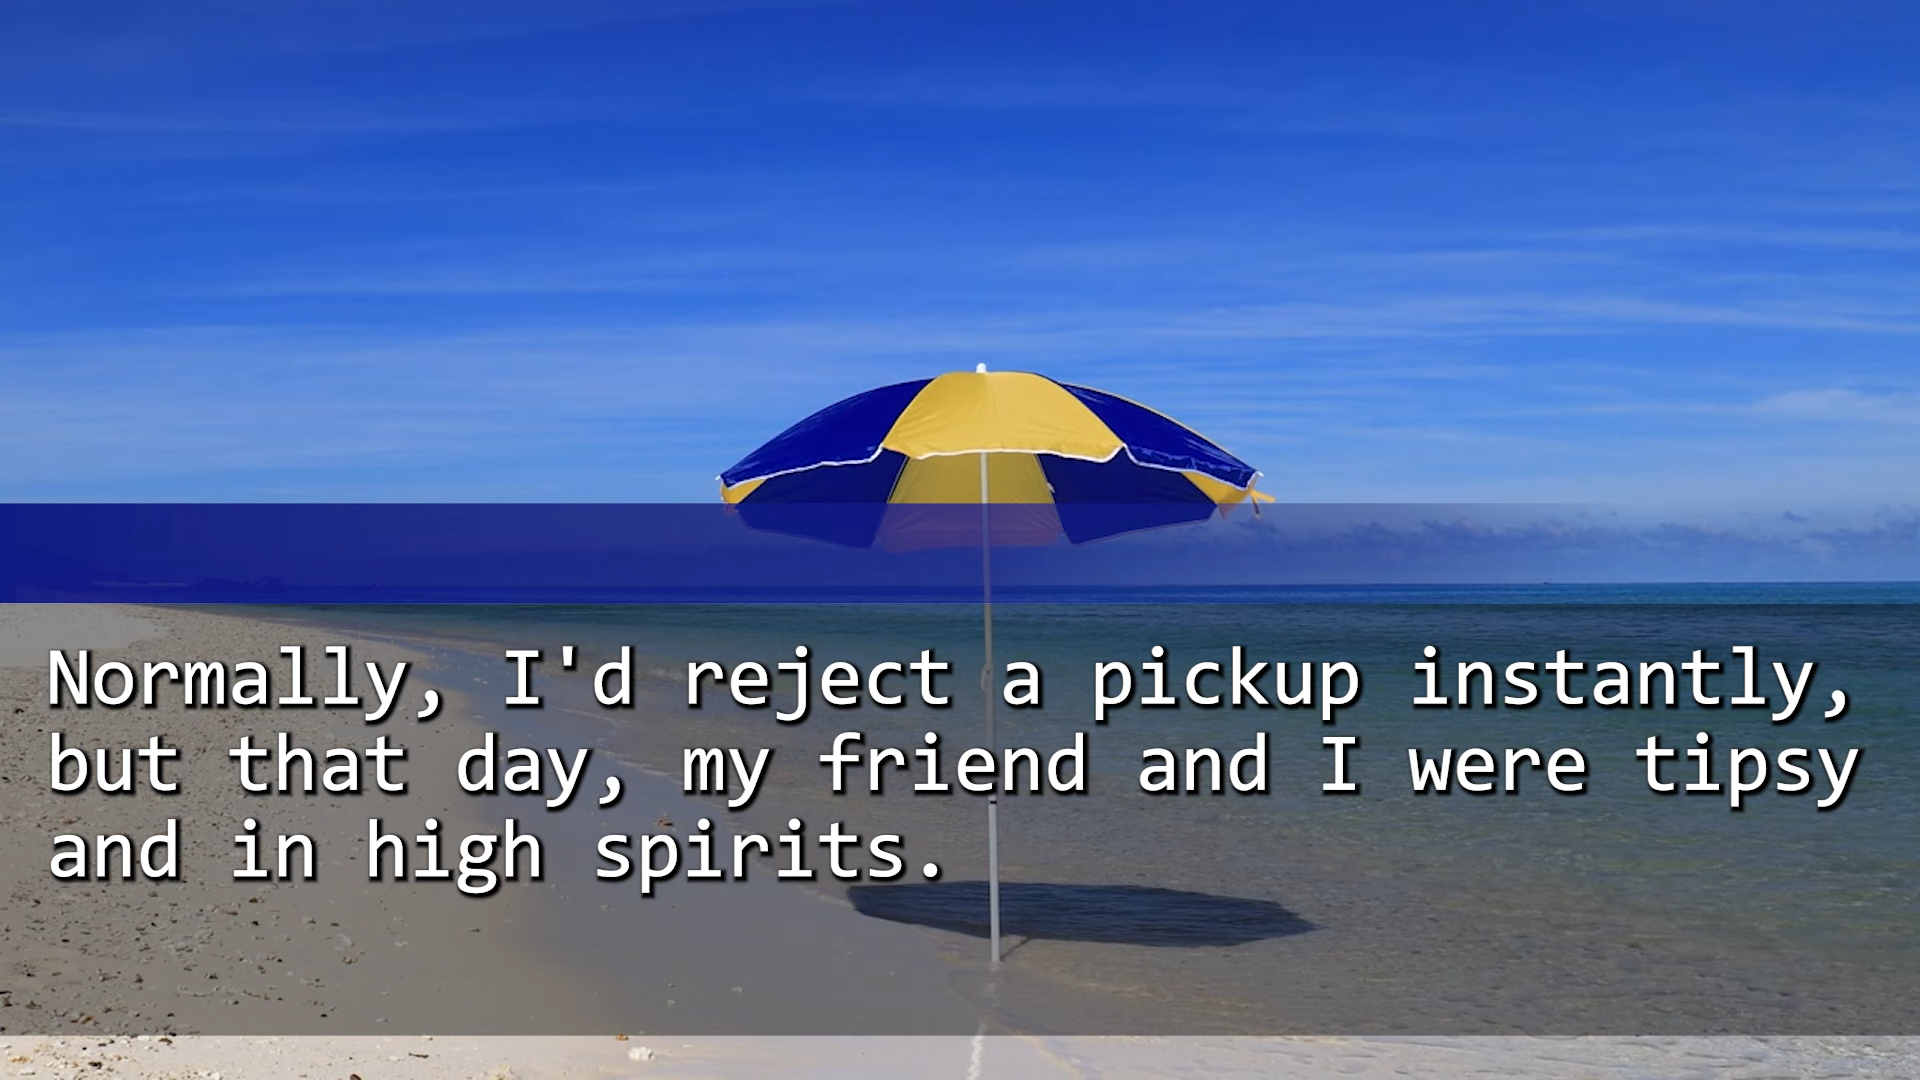 Normally, I'd reject a pickup instantly,
but that day, my friend and I were tipsy
and in high spirits.